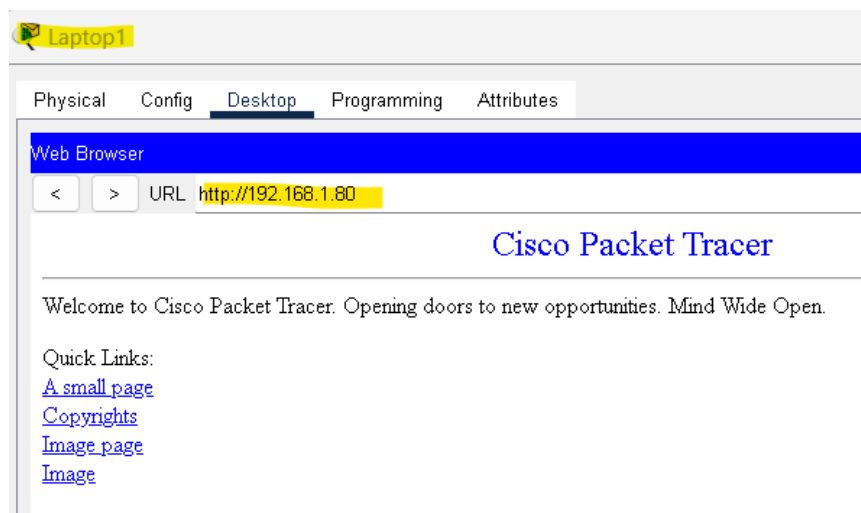 Laptop1
Physical Config Desktop Programming Attributes
Web Browser
< > URL http://192.168.1.80
Cisco Packet Tracer
Welcome to Cisco Packet Tracer. Opening doors to new opportunities. Mind Wide Open.
Quick Links:
A small page
Copyrights
Image page
Image